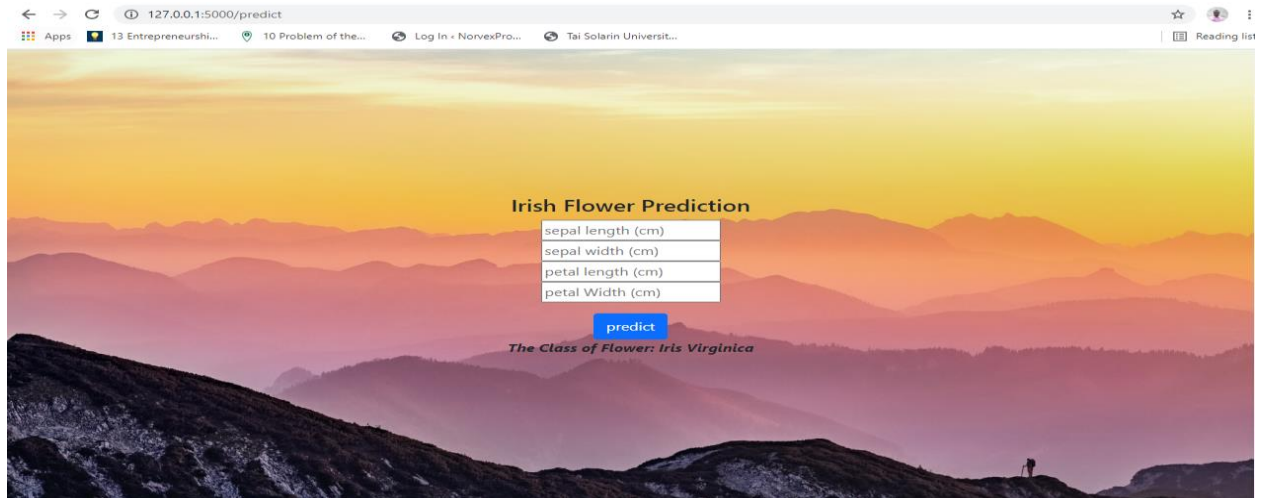 127.0.0.1:5000/predict
Apps 13 Entrepreneurshi... 10 Problem of the... Log In ‹ NorvexPro... Tai Solarin Universit... Reading list
Irish Flower Prediction
sepal length (cm)
sepal width (cm)
petal length (cm)
petal Width (cm)
predict
The Class of Flower: Iris Virginica